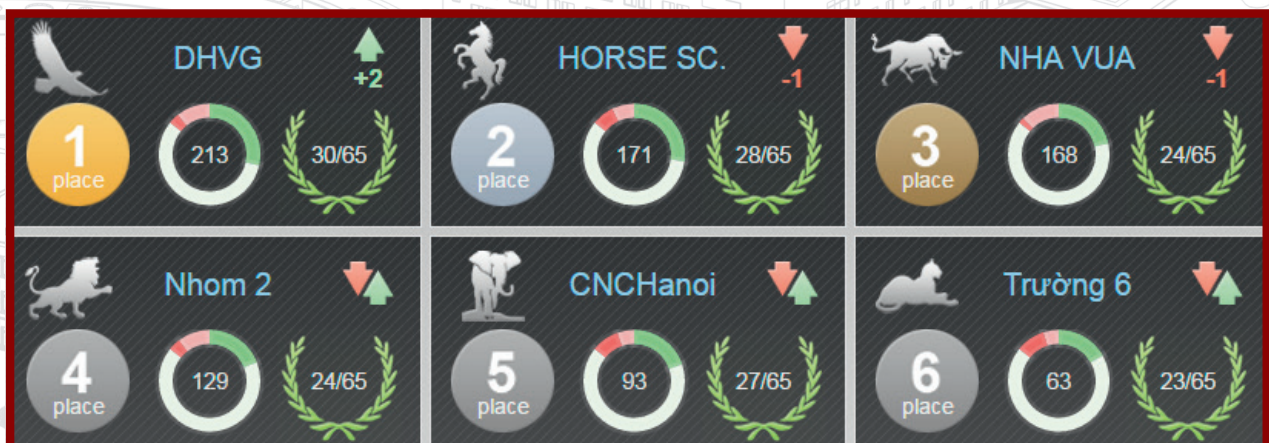 DHVG
+2
1
place
213
30/65
HORSE SC.
-1
2
place
171
28/65
NHA VUA
-1
3
place
168
24/65
Nhom 2
4
place
129
24/65
CNCHanoi
5
place
93
27/65
Trường 6
6
place
63
23/65